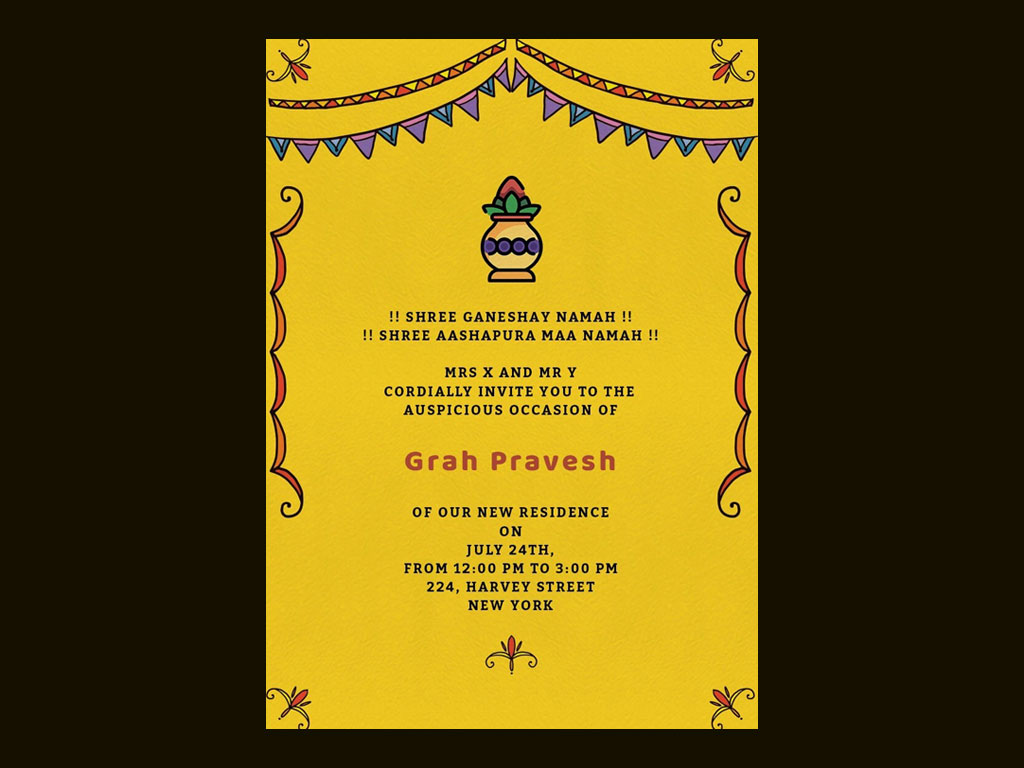 !! SHREE GANESHAY NAMAH !!
!! SHREE AASHAPURA MAA NAMAH !!
MRS X AND MR Y
CORDIALLY INVITE YOU TO THE
AUSPICIOUS OCCASION OF
Grah Pravesh
OF OUR NEW RESIDENCE
ON
JULY 24TH,
FROM 12:00 PM TO 3:00 PM
224, HARVEY STREET
NEW YORK